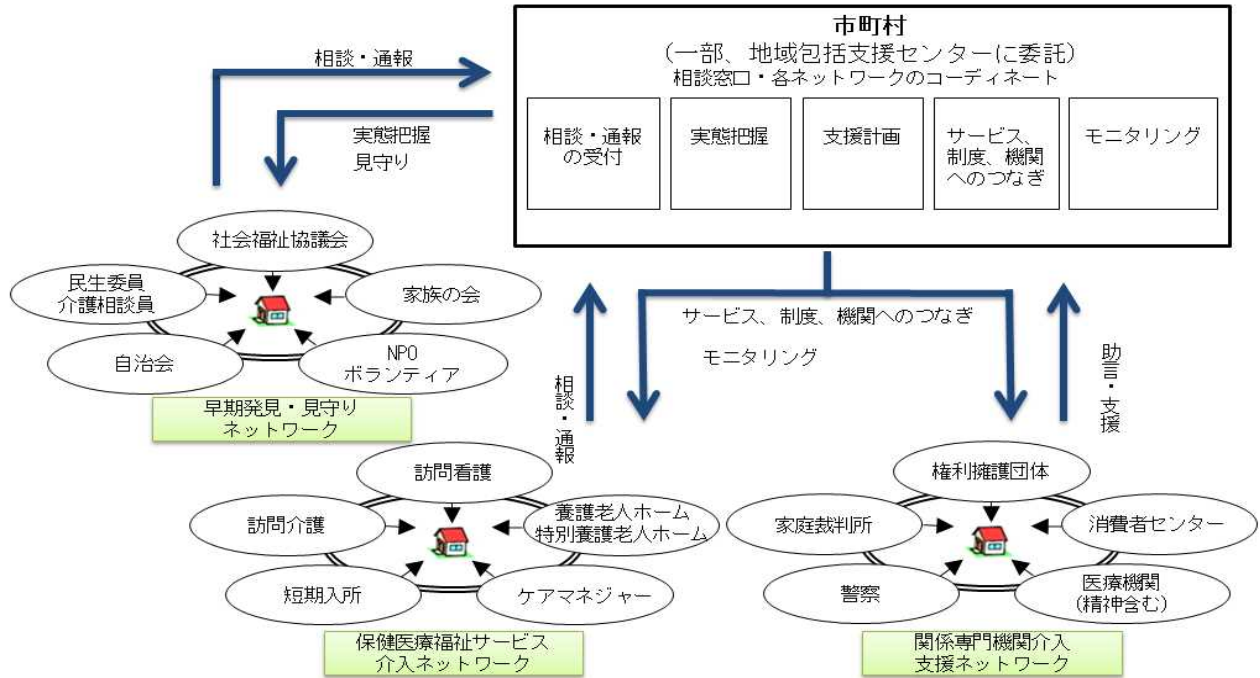 市町村
(一部、地域包括支援センターに委託)
相談窓口・各ネットワークのコーディネート
相談・通報
の受付
実態把握
支援計画
サービス、
制度、機関
へのつなぎ
モニタリング
相談・通報
実態把握
見守り
社会福祉協議会
民生委員
介護相談員
家族の会
自治会
NPO
ボランティア
早期発見・見守り
ネットワーク
サービス、制度、機関へのつなぎ
モニタリング
相談・通報
助言・支援
訪問看護
訪問介護
養護老人ホーム
特別養護老人ホーム
短期入所
ケアマネジャー
保健医療福祉サービス
介入ネットワーク
権利擁護団体
家庭裁判所
消費者センター
警察
医療機関
(精神含む)
関係専門機関介入
支援ネットワーク